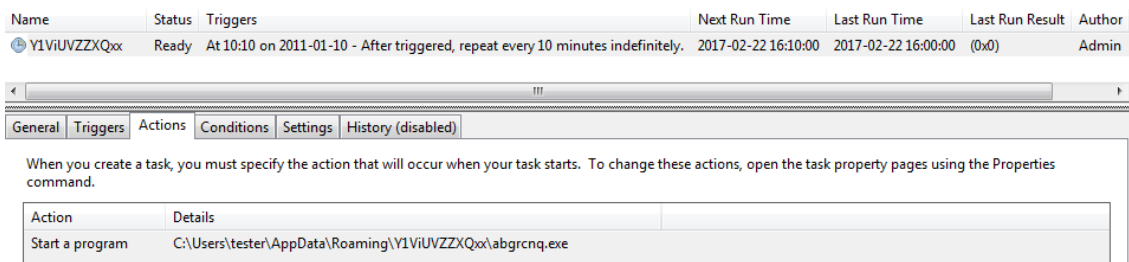 Name Status Triggers Next Run Time Last Run Time Last Run Result Author
Y1ViUVZZXQxx Ready At 10:10 on 2011-01-10 - After triggered, repeat every 10 minutes indefinitely. 2017-02-22 16:10:00 2017-02-22 16:00:00 (0x0) Admin
General Triggers Actions Conditions Settings History (disabled)
When you create a task, you must specify the action that will occur when your task starts. To change these actions, open the task property pages using the Properties
command.
Action Details
Start a program C:\Users\tester\AppData\Roaming\Y1ViUVZZXQxx\abgrcnq.exe